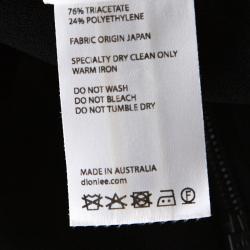 76% TRIACETATE
24% POLYETHYLENE
FABRIC ORIGIN JAPAN
SPECIALTY DRY CLEAN ONLY
WARM IRON
DO NOT WASH
DO NOT BLEACH
DO NOT TUMBLE DRY
MADE IN AUSTRALIA
dionlee.com
F